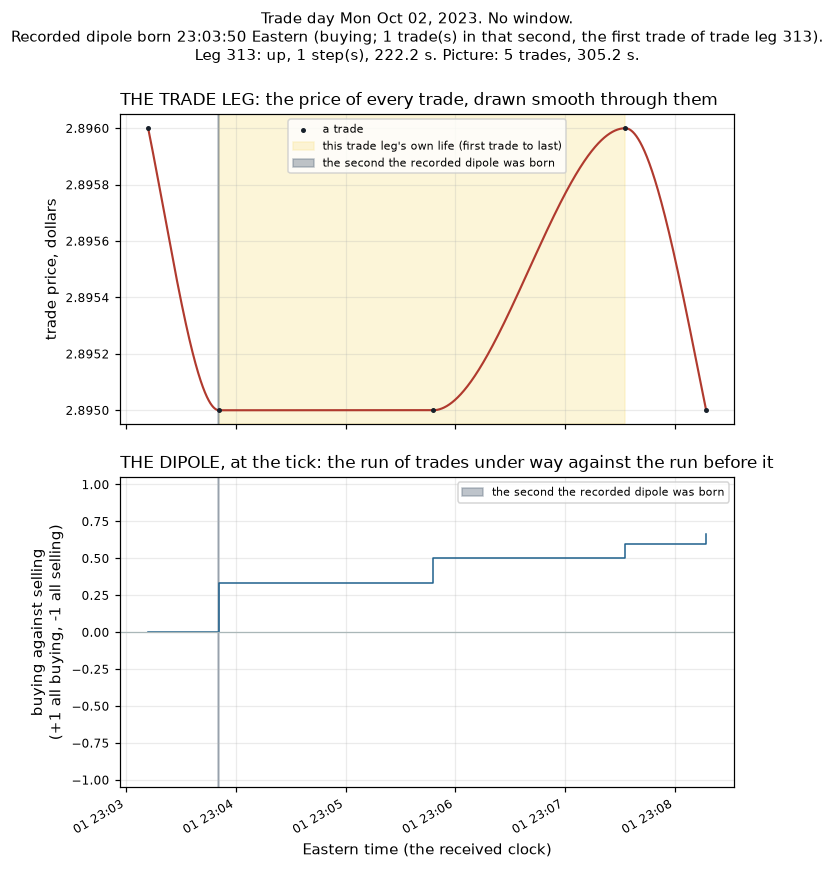 Trade day Mon Oct 02, 2023. No window.
Recorded dipole born 23:03:50 Eastern (buying; 1 trade(s) in that second, the first trade of trade leg 313).
Leg 313: up, 1 step(s), 222.2 s. Picture: 5 trades, 305.2 s.
THE TRADE LEG: the price of every trade, drawn smooth through them
a trade
this trade leg's own life (first trade to last)
the second the recorded dipole was born
trade price, dollars
2.8960
2.8958
2.8956
2.8954
2.8952
2.8950
THE DIPOLE, at the tick: the run of trades under way against the run before it
the second the recorded dipole was born
buying against selling
(+1 all buying, -1 all selling)
1.00
0.75
0.50
0.25
0.00
−0.25
−0.50
−0.75
−1.00
01 23:03
01 23:04
01 23:05
01 23:06
01 23:07
01 23:08
Eastern time (the received clock)